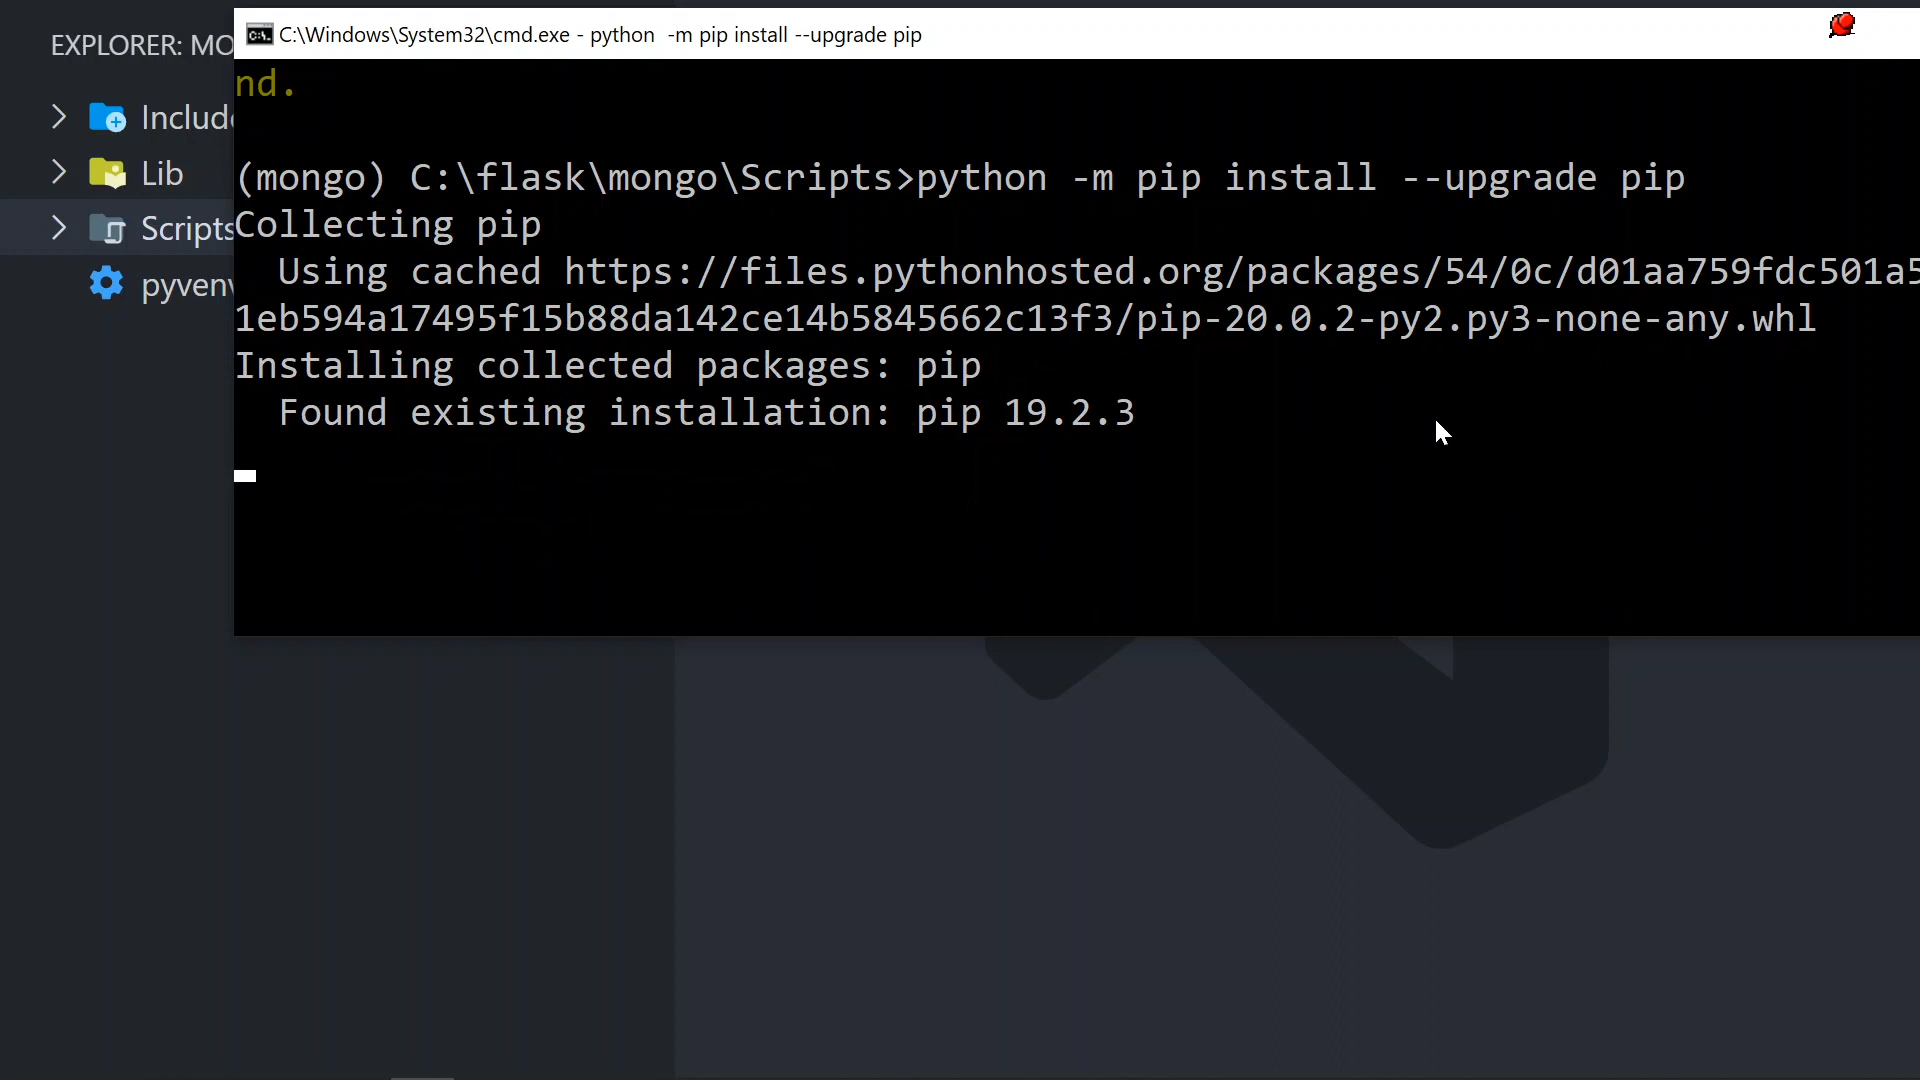 EXPLORER: MO
Include
Lib
Scripts
pyvenv
C:\Windows\System32\cmd.exe - python  -m pip install --upgrade pip
nd.
(mongo) C:\flask\mongo\Scripts>python -m pip install --upgrade pip
Collecting pip
  Using cached https://files.pythonhosted.org/packages/54/0c/d01aa759fdc501a5
1eb594a17495f15b88da142ce14b5845662c13f3/pip-20.0.2-py2.py3-none-any.whl
Installing collected packages: pip
  Found existing installation: pip 19.2.3